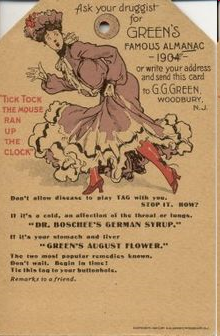 Ask your druggist
for
GREEN'S
FAMOUS ALMANAC
-1904-
or write your address
and send this card
to G.G.GREEN,
WOODBURY,
N.J.
"TICK TOCK
THE MOUSE
RAN
UP
THE
CLOCK"
Don't allow disease to play TAG with you.
STOP IT. HOW?
If it's a cold, an affection of the throat or lungs.
"DR. BOSCHEE'S GERMAN SYRUP."
If it's your stomach and liver
"GREEN'S AUGUST FLOWER."
The two most popular remedies known.
Don't wait. Begin in time!
Tie this tag to your buttonhole.
Remarks to a friend.